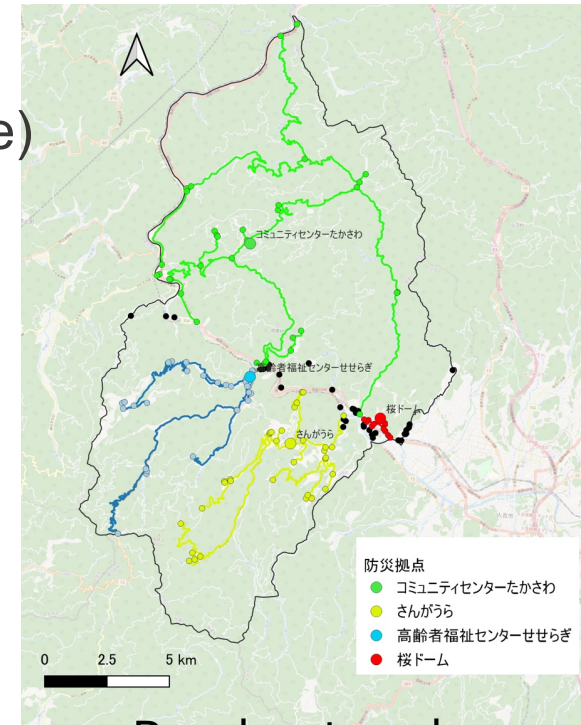 e)
コミュニティセンターたかさわ
高齢者福祉センターせせらぎ
桜ドーム
さんがうら
防災拠点
コミュニティセンターたかさわ
さんがうら
高齢者福祉センターせせらぎ
桜ドーム
0 2.5 5 km